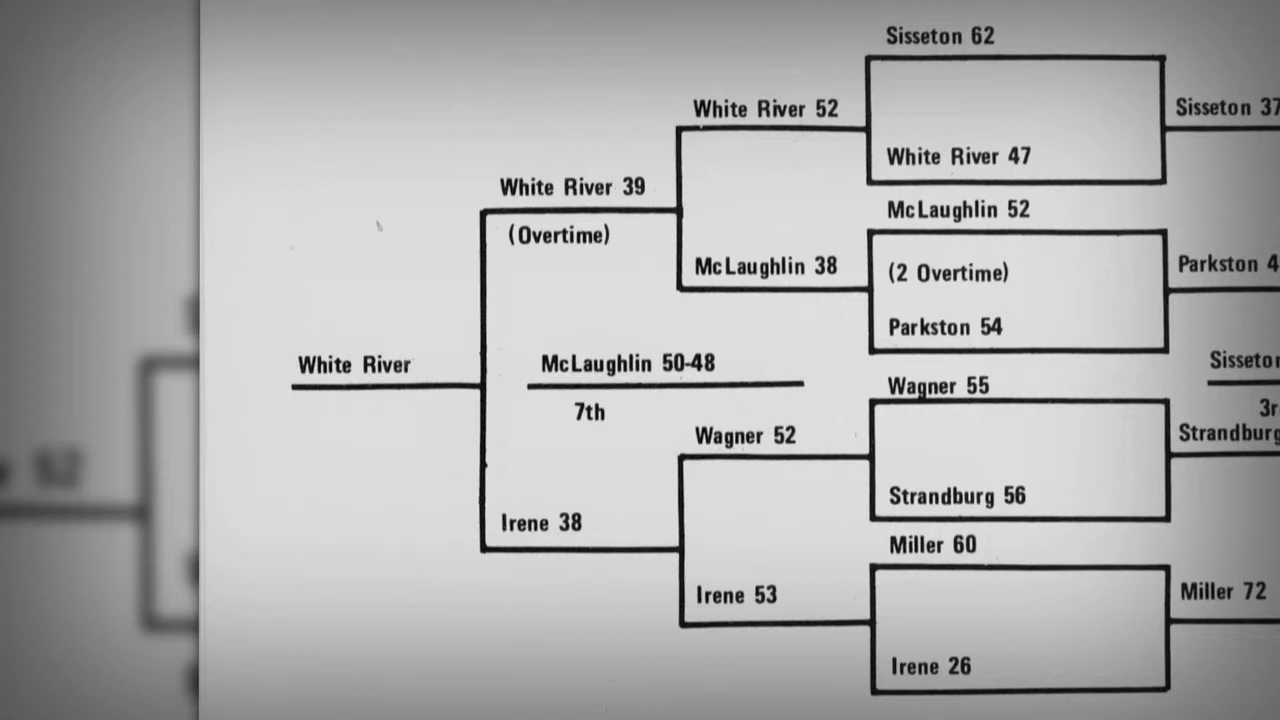 Sisseton 62
White River 52
Sisseton 37
White River 47
White River 39
McLaughlin 52
(Overtime)
McLaughlin 38
(2 Overtime)
Parkston 4
Parkston 54
White River
McLaughlin 50-48
Wagner 55
7th
Wagner 52
Strandburg 56
Irene 38
Miller 60
Irene 53
Miller 72
Irene 26
52